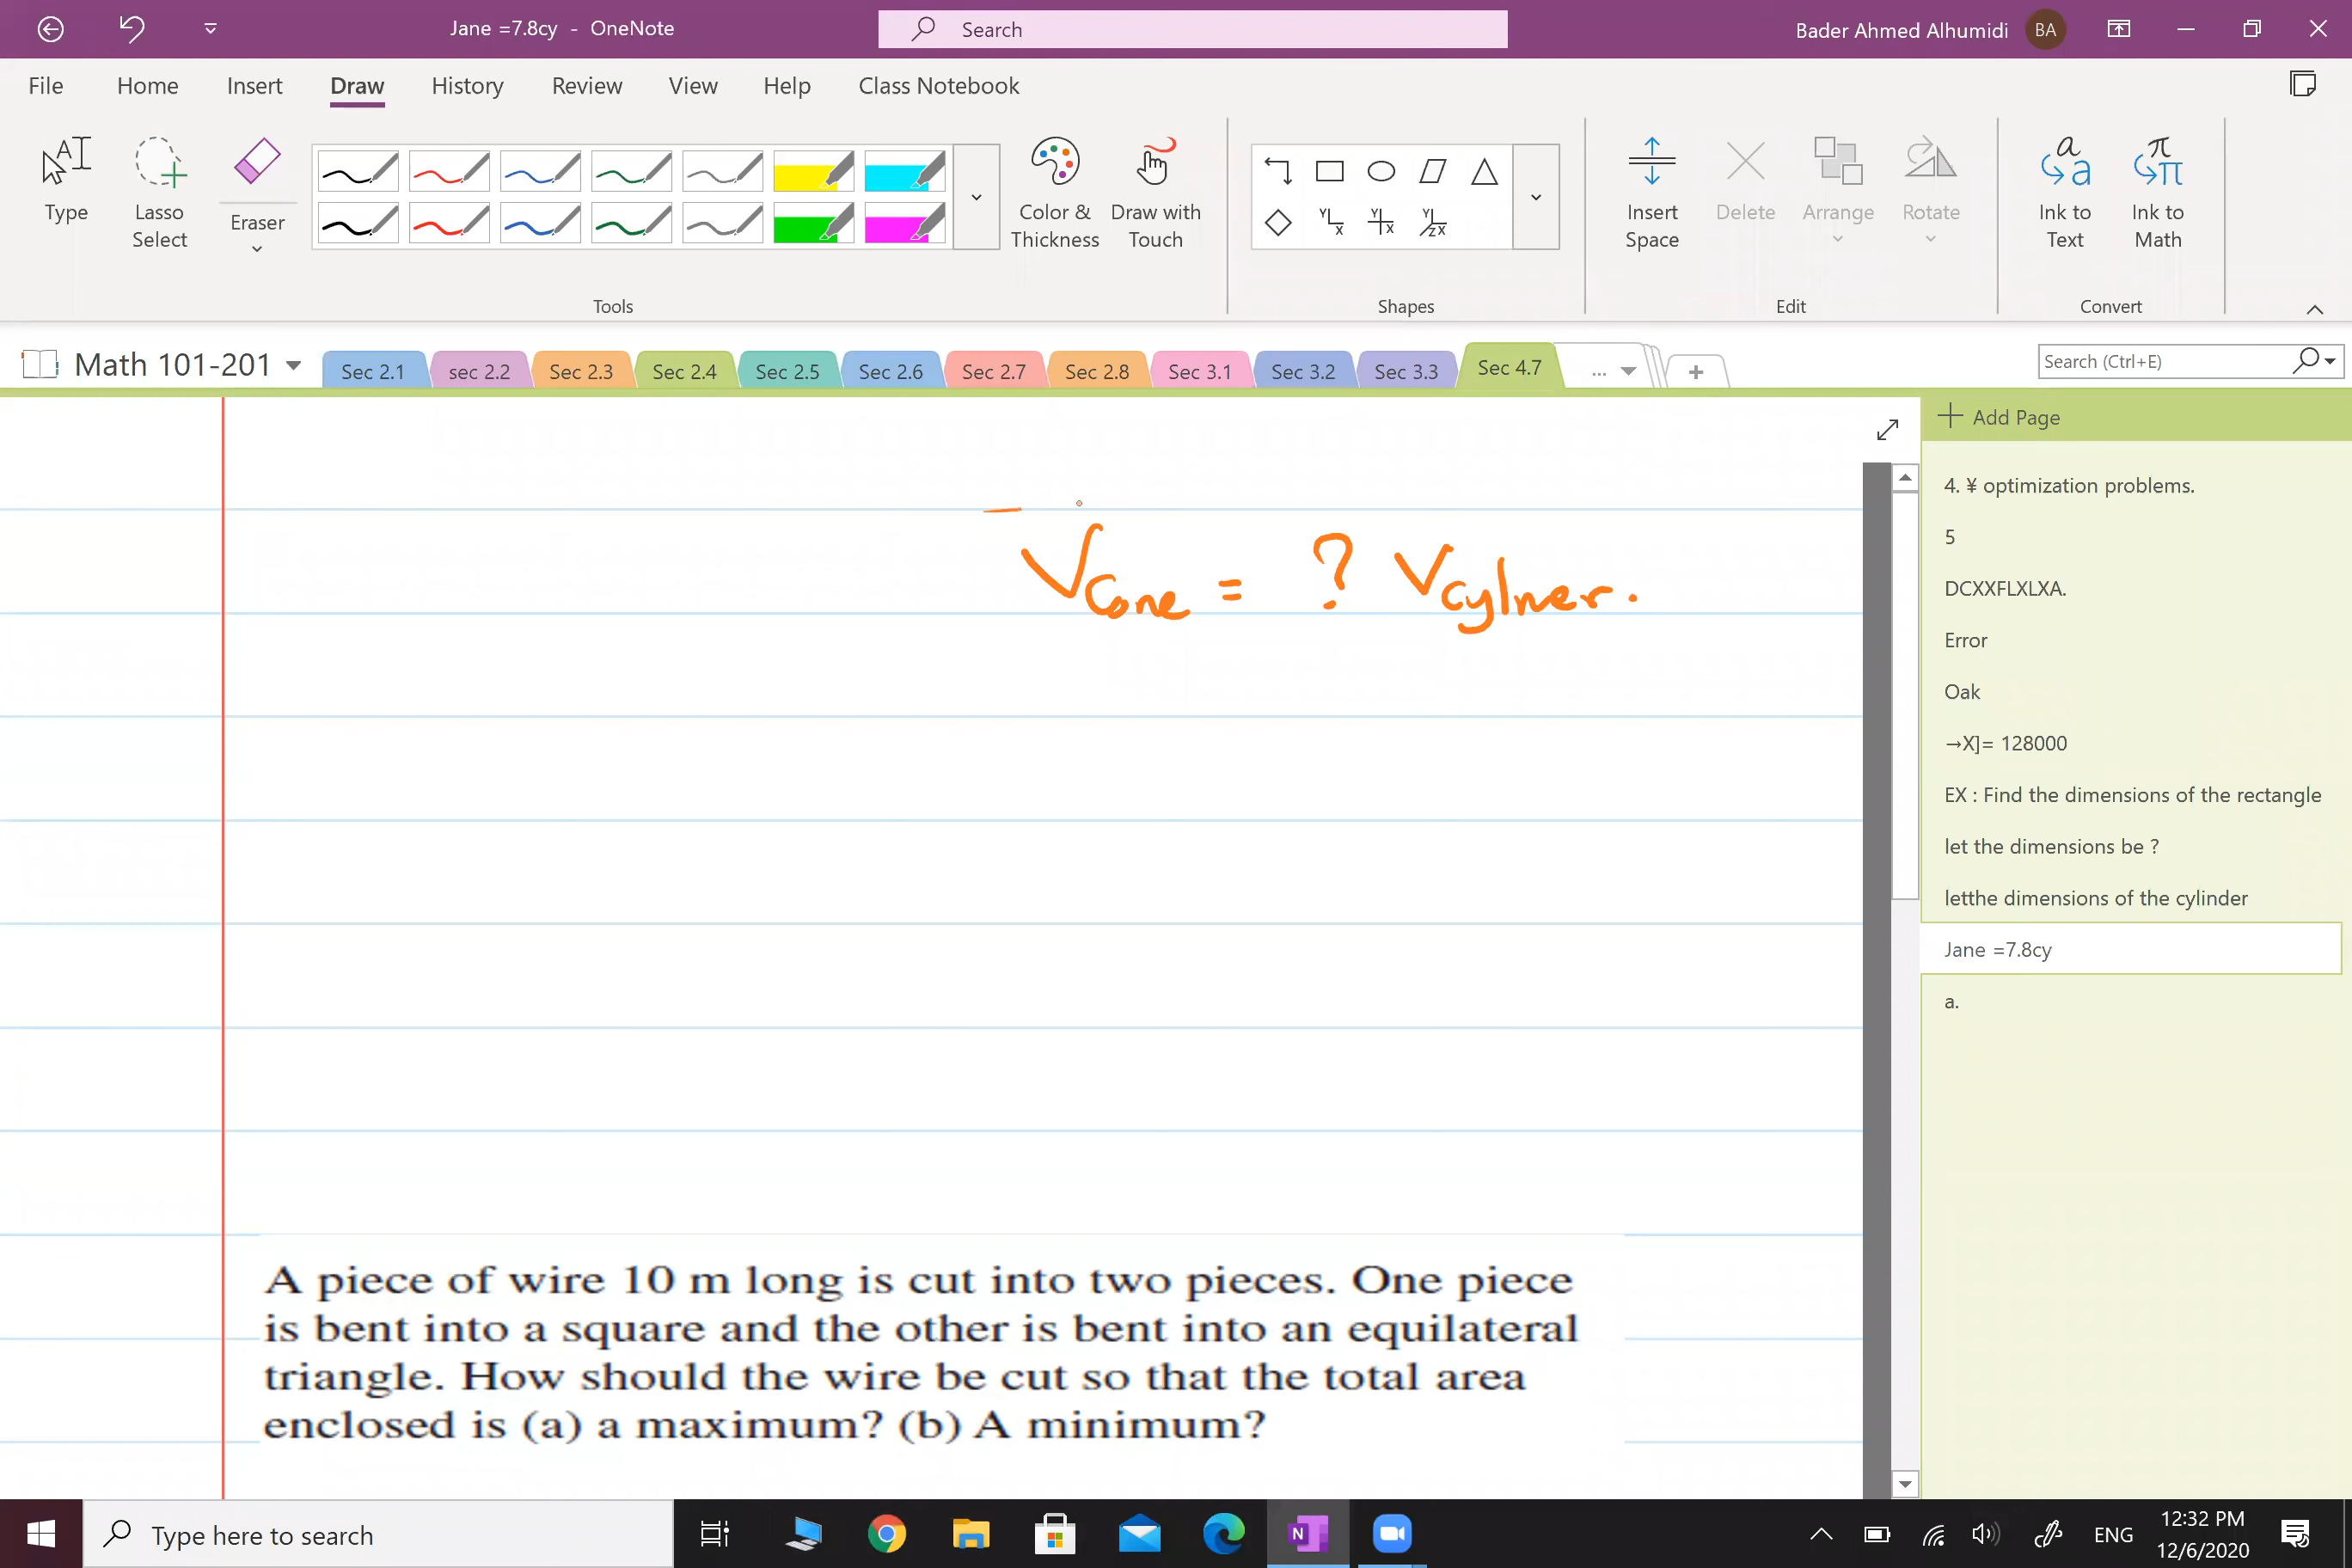 Jane =7.8cy - OneNote
Search
Bader Ahmed Alhumidi
BA
File Home Insert Draw History Review View Help Class Notebook
Type
Lasso Select
Eraser
Color & Thickness
Draw with Touch
Insert Space
Delete
Arrange
Rotate
Ink to Text
Ink to Math
Tools
Shapes
Edit
Convert
Math 101-201
Sec 2.1
sec 2.2
Sec 2.3
Sec 2.4
Sec 2.5
Sec 2.6
Sec 2.7
Sec 2.8
Sec 3.1
Sec 3.2
Sec 3.3
Sec 4.7
...
Search (Ctrl+E)
Add Page
4. ¥ optimization problems.
5
DCXXFLXLXA.
Error
Oak
→X]= 128000
EX : Find the dimensions of the rectangle
let the dimensions be ?
letthe dimensions of the cylinder
Jane =7.8cy
a.
V cone = ? V cylner.
A piece of wire 10 m long is cut into two pieces. One piece
is bent into a square and the other is bent into an equilateral
triangle. How should the wire be cut so that the total area
enclosed is (a) a maximum? (b) A minimum?
Type here to search
ENG
12:32 PM
12/6/2020